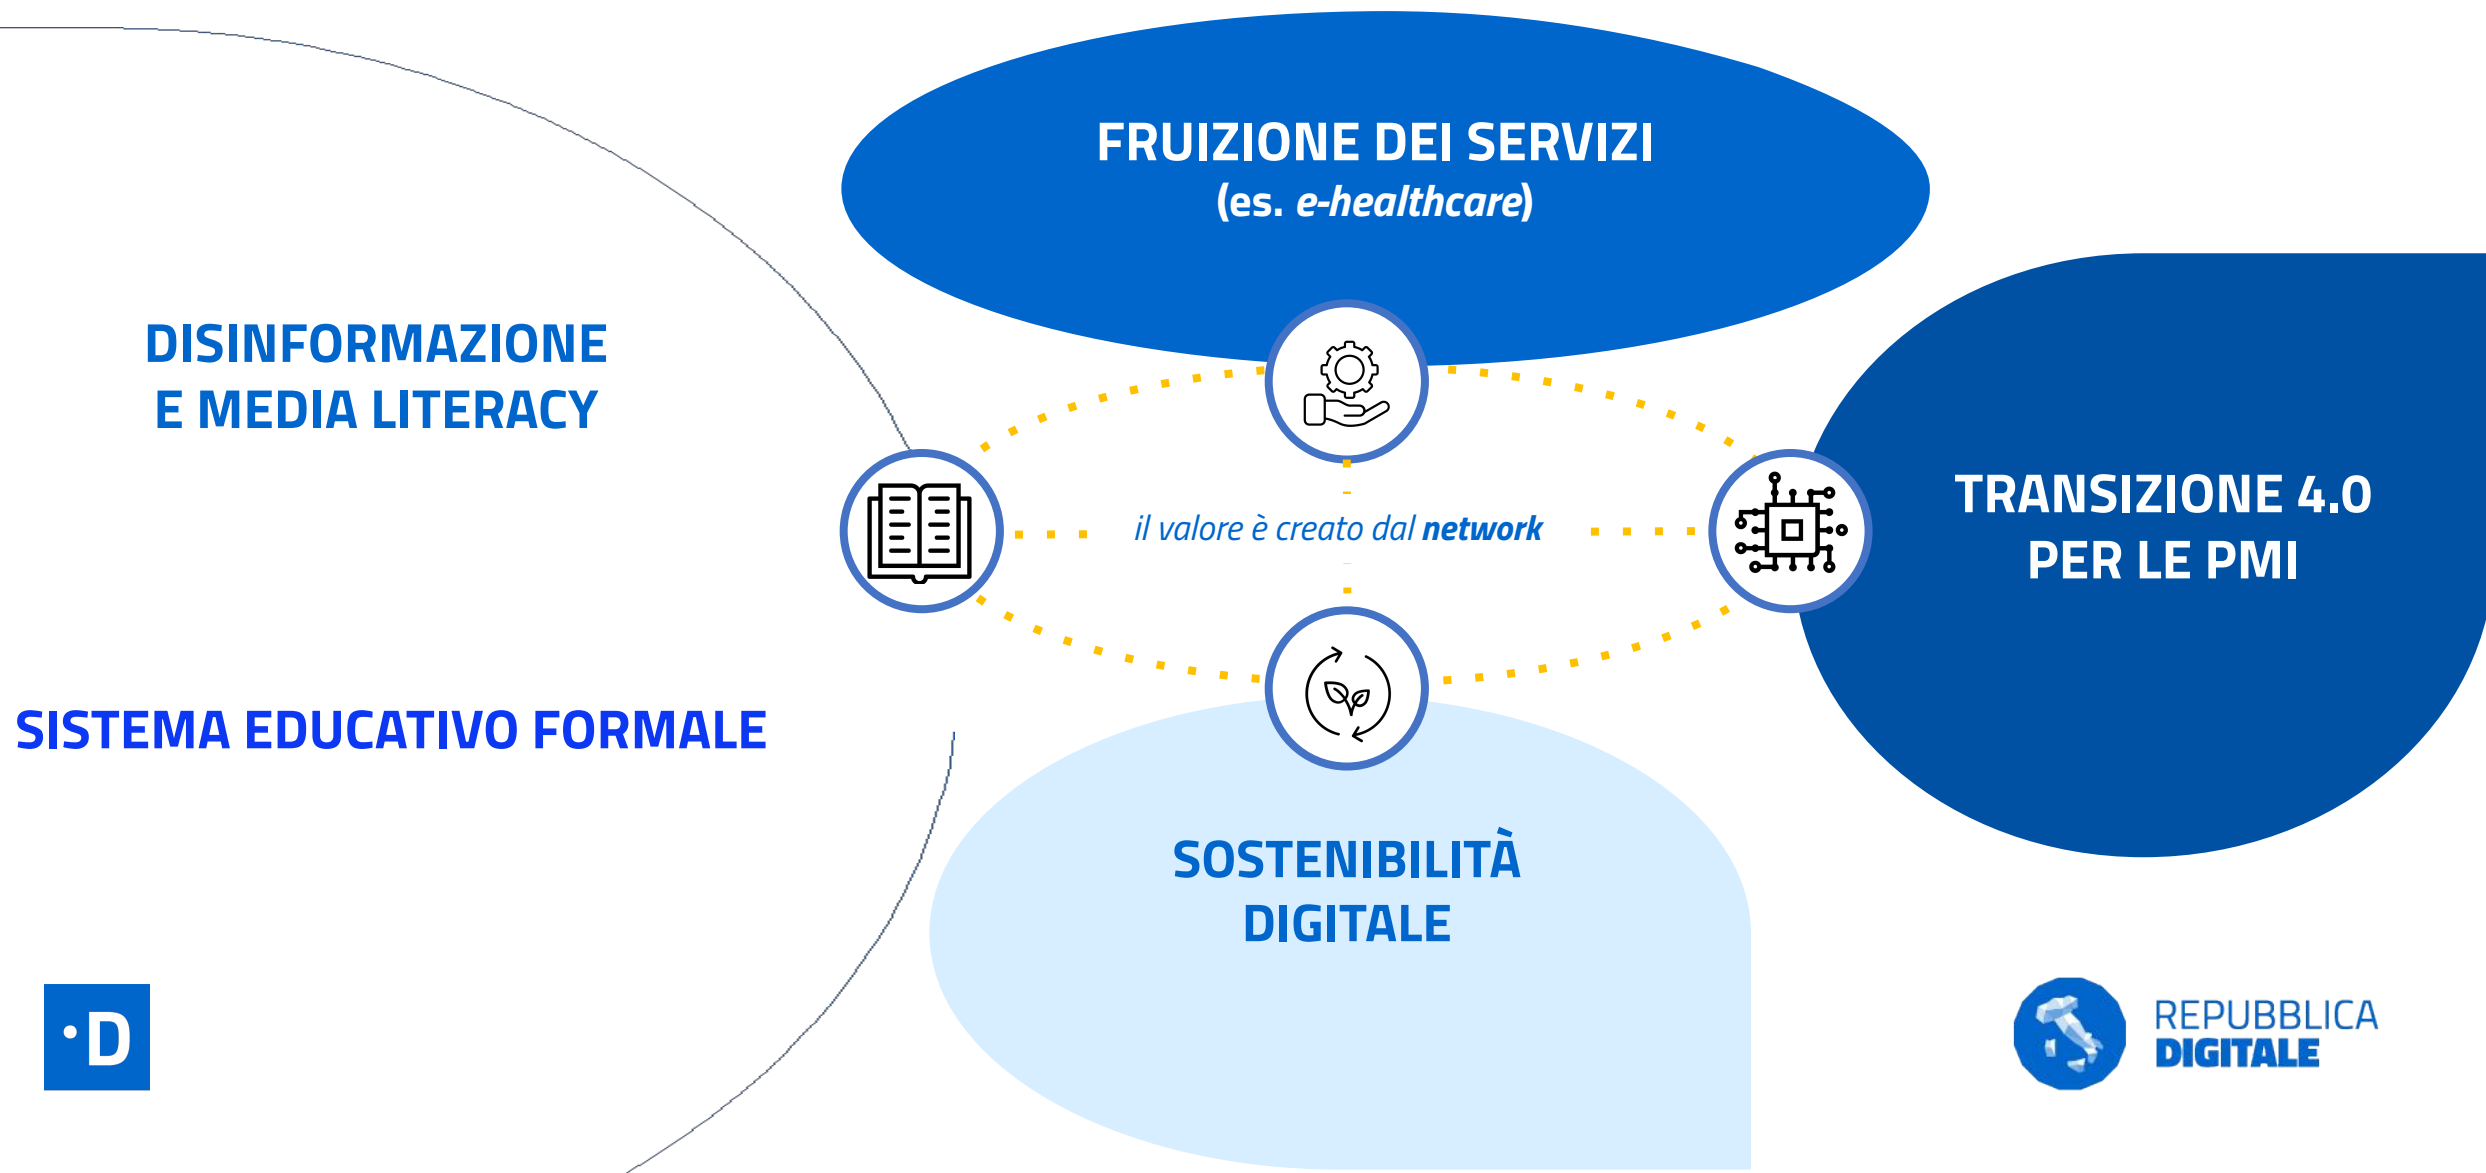 FRUIZIONE DEI SERVIZI
(es. e-healthcare)
DISINFORMAZIONE
E MEDIA LITERACY
TRANSIZIONE 4.0
PER LE PMI
il valore è creato dal network
SISTEMA EDUCATIVO FORMALE
SOSTENIBILITÀ
DIGITALE
·D
REPUBBLICA
DIGITALE